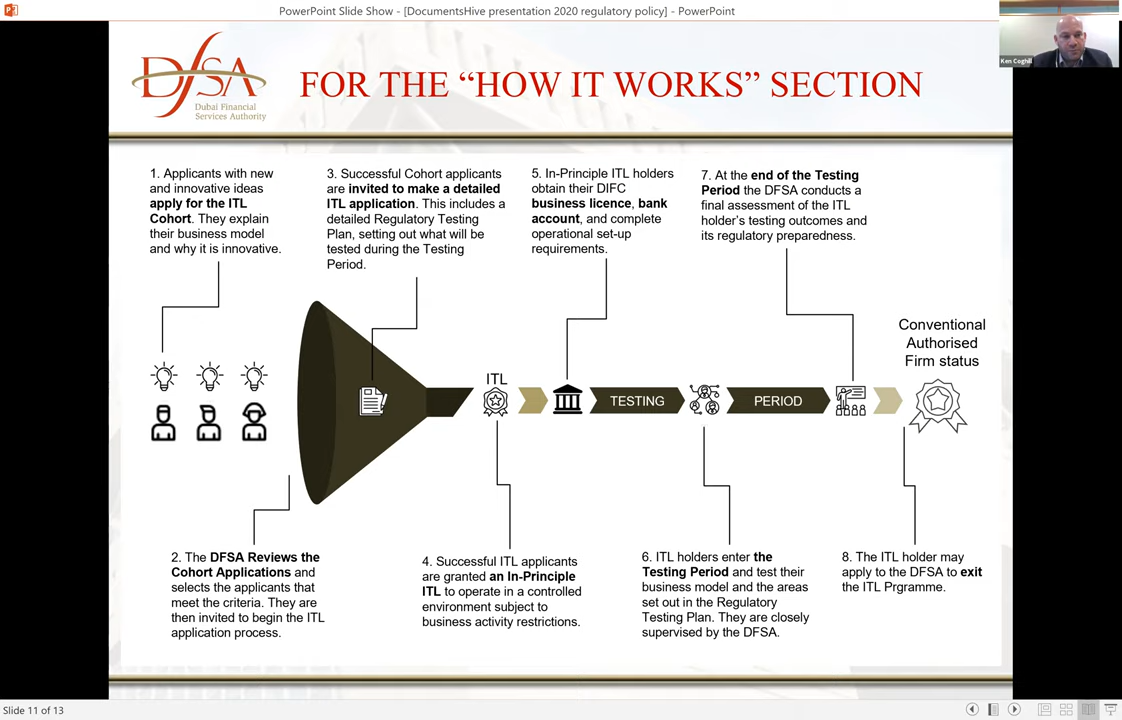 PowerPoint Slide Show - [DocumentsHive presentation 2020 regulatory policy] - PowerPoint
Ken Coghill
DFSA
Dubai Financial
Services Authority
FOR THE “HOW IT WORKS” SECTION
1. Applicants with new
and innovative ideas
apply for the ITL
Cohort. They explain
their business model
and why it is innovative.
3. Successful Cohort applicants
are invited to make a detailed
ITL application. This includes a
detailed Regulatory Testing
Plan, setting out what will be
tested during the Testing
Period.
5. In-Principle ITL holders
obtain their DIFC
business licence, bank
account, and complete
operational set-up
requirements.
7. At the end of the Testing
Period the DFSA conducts a
final assessment of the ITL
holder’s testing outcomes and
its regulatory preparedness.
Conventional
Authorised
Firm status
ITL
TESTING
PERIOD
2. The DFSA Reviews the
Cohort Applications and
selects the applicants that
meet the criteria. They are
then invited to begin the ITL
application process.
4. Successful ITL applicants
are granted an In-Principle
ITL to operate in a controlled
environment subject to
business activity restrictions.
6. ITL holders enter the
Testing Period and test their
business model and the areas
set out in the Regulatory
Testing Plan. They are closely
supervised by the DFSA.
8. The ITL holder may
apply to the DFSA to exit
the ITL Prgramme.
Slide 11 of 13